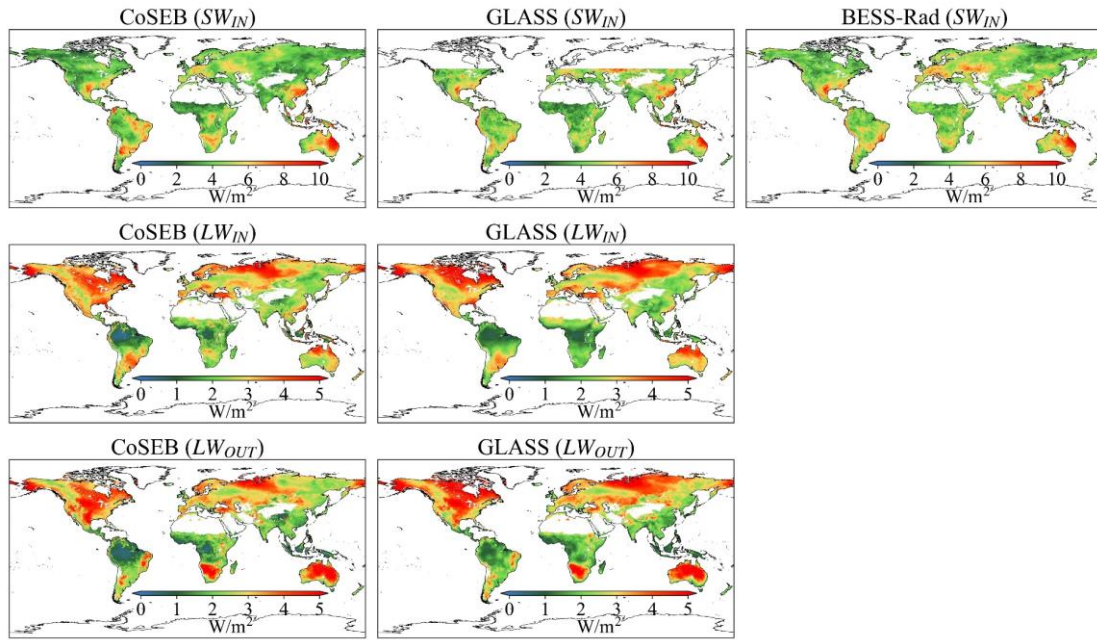 CoSEB (SW_IN)
GLASS (SW_IN)
BESS-Rad (SW_IN)
0 2 4 6 8 10
W/m²
0 2 4 6 8 10
W/m²
0 2 4 6 8 10
W/m²
CoSEB (LW_IN)
GLASS (LW_IN)
0 1 2 3 4 5
W/m²
0 1 2 3 4 5
W/m²
CoSEB (LW_OUT)
GLASS (LW_OUT)
0 1 2 3 4 5
W/m²
0 1 2 3 4 5
W/m²